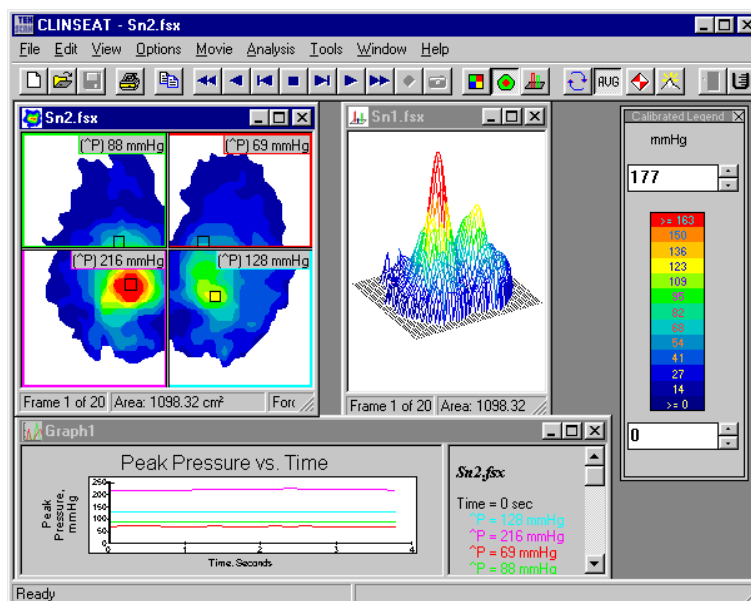 TEK SCAN
CLINSEAT - Sn2.fsx
File Edit View Options Movie Analysis Tools Window Help
AVG
Sn2.fsx
(^P) 88 mmHg
(^P) 69 mmHg
(^P) 216 mmHg
(^P) 128 mmHg
Frame 1 of 20
Area: 1098.32 cm²
Forc
Sn1.fsx
Frame 1 of 20
Area: 1098.32
Calibrated Legend
mmHg
177
>= 163
150
136
123
109
95
82
68
54
41
27
14
>= 0
0
Graph1
Peak Pressure vs. Time
Peak
Pressure,
mmHg
250
200
150
100
50
0
0 1 2 3 4
Time, Seconds
Sn2.fsx
Time = 0 sec
^P = 128 mmHg
^P = 216 mmHg
^P = 69 mmHg
^P = 88 mmHg
Ready